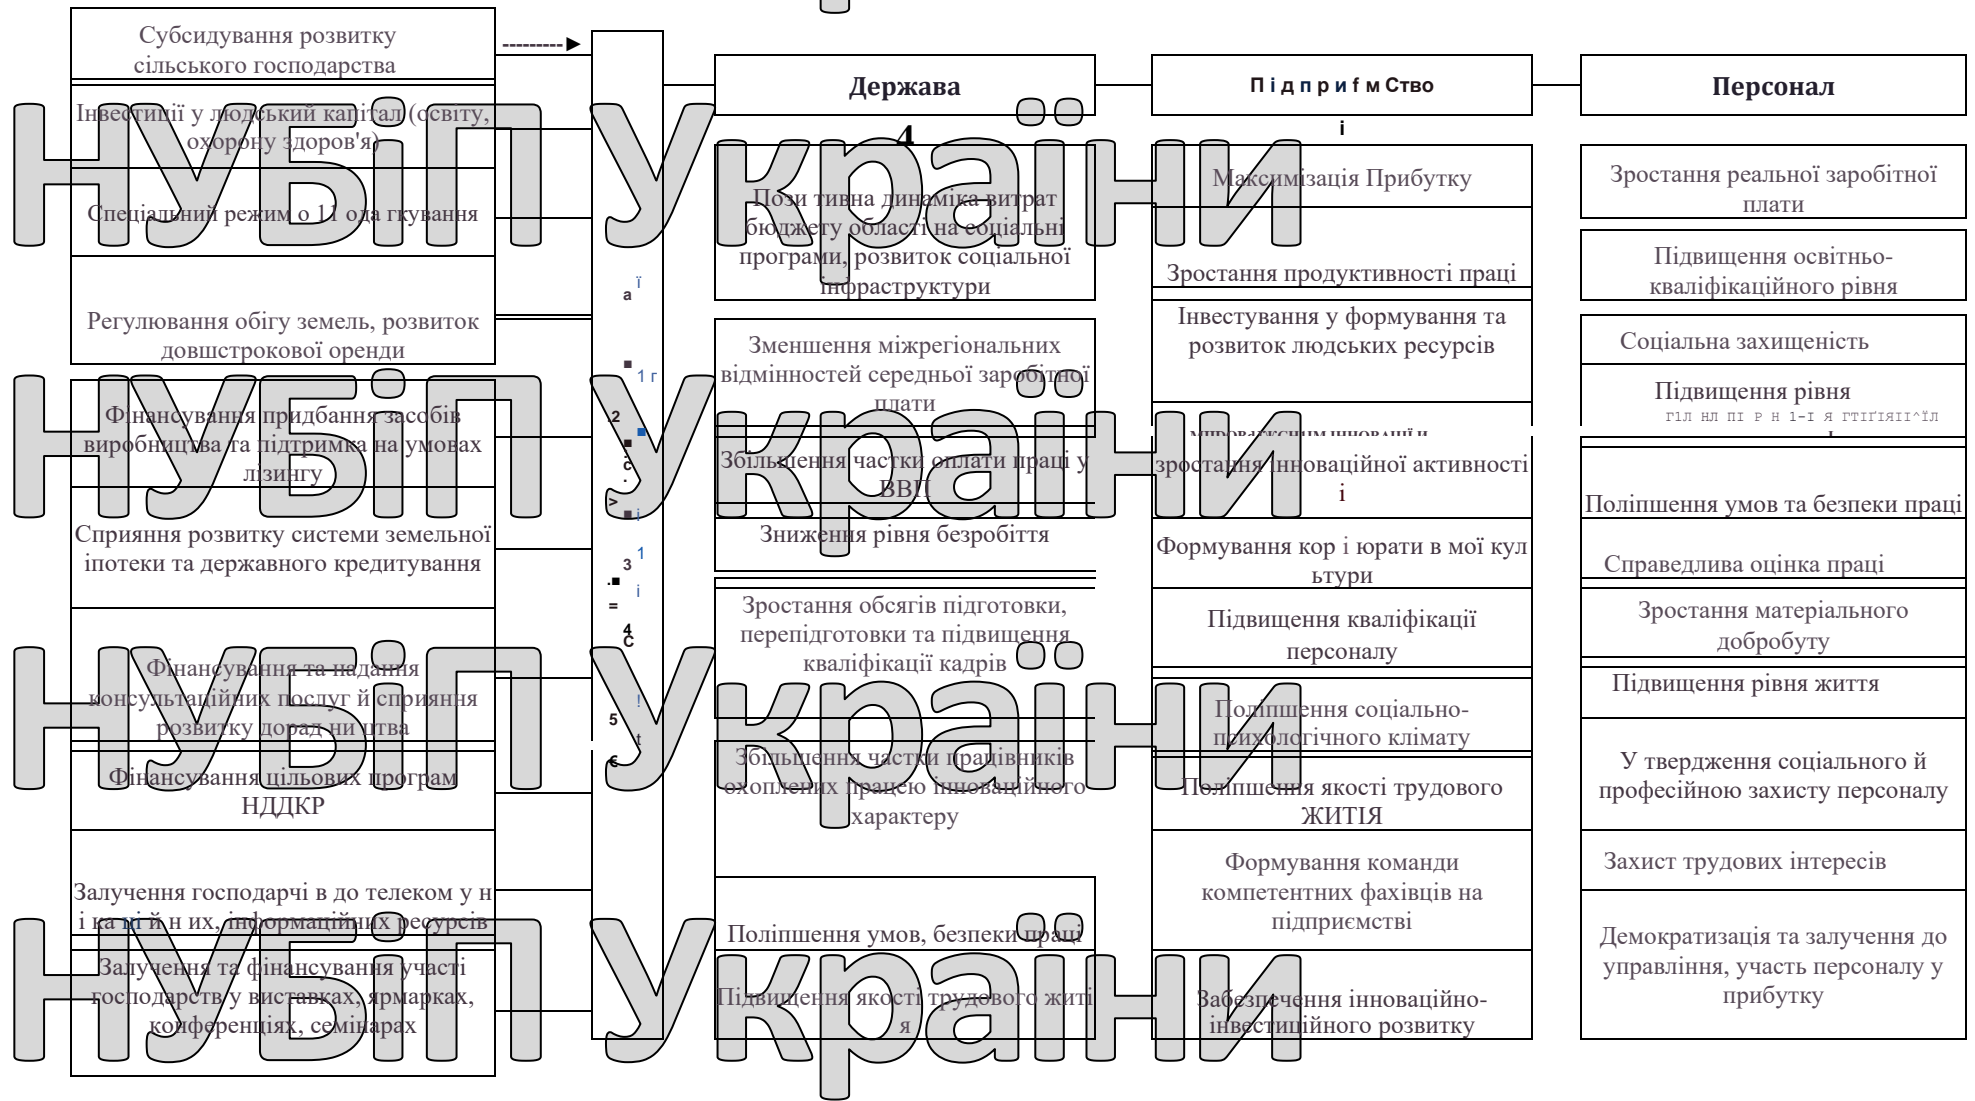 Субсидування розвитку
сільського господарства
Інвестиції у людський капітал (освіту,
охорону здоров'я)
Спеціальний режим о 11 ода гкування
Регулювання обігу земель, розвиток
довшстрокової оренди
Фінансування придбання засобів
виробництва та підтримка на умовах
лізингу
Сприяння розвитку системи земельної
іпотеки та державного кредитування
Фінансування та надання
консультаційних послуг й сприяння
розвитку дорад ни цтва
Фінансування цільових програм
НДДКР
Залучення господарчі в до телеком у н
і ка ці й н их, інформаційних ресурсів
Залучення та фінансування участі
господарств у виставках, ярмарках,
конференціях, семінарах
Держава
4
Пози тивна динаміка витрат
бюджету області на соціальні
програми, розвиток соціальної
інфраструктури
Зменшення міжрегіональних
відмінностей середньої заробітної
плати
Збільшення частки оплати праці у
ВВП
Зниження рівня безробіття
Зростання обсягів підготовки,
перепідготовки та підвищення
кваліфікації кадрів
Збільшення частки працівників
охоплених працею інноваційного
характеру
Поліпшення умов, безпеки праці
Підвищення якості трудового житі
я
П і д п р и f м Ство
і
Максимізація Прибутку
Зростання продуктивності праці
Інвестування у формування та
розвиток людських ресурсів
зростання інноваційної активності
і
Формування кор і юрати в мої кул
ьтури
Підвищення кваліфікації
персоналу
Поліпшення соціально-
психологічного клімату
Поліпшення якості трудового
ЖИТІЯ
Формування команди
компетентних фахівців на
підприємстві
Забезпечення інноваційно-
інвестиційного розвитку
Персонал
Зростання реальної заробітної
плати
Підвищення освітньо-
кваліфікаційного рівня
Соціальна захищеність
Підвищення рівня
Поліпшення умов та безпеки праці
Справедлива оцінка праці
Зростання матеріального
добробуту
Підвищення рівня життя
У твердження соціального й
професійною захисту персоналу
Захист трудових інтересів
Демократизація та залучення до
управління, участь персоналу у
прибутку
НУБіП України
НУБіП України
НУБіП України
НУБіП України